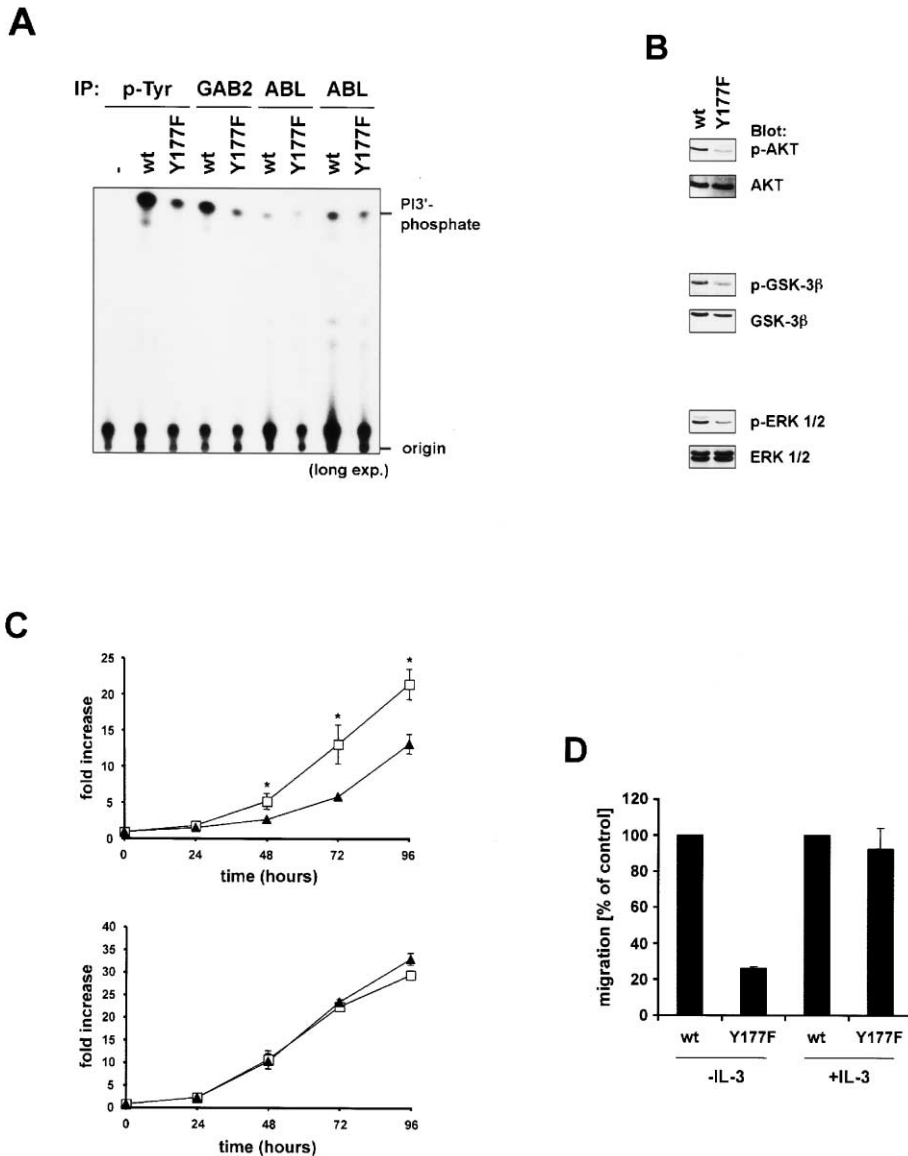 A
IP: p-Tyr GAB2 ABL ABL
- wt Y177F wt Y177F wt Y177F wt Y177F
PI3'-
phosphate
origin
(long exp.)
B
wt Y177F
Blot:
p-AKT
AKT
p-GSK-3β
GSK-3β
p-ERK 1/2
ERK 1/2
C
fold increase
25
20
15
10
5
0
* * *
0 24 48 72 96
time (hours)
fold increase
40
35
30
25
20
15
10
5
0
0 24 48 72 96
time (hours)
D
migration [% of control]
120
100
80
60
40
20
0
wt Y177F wt Y177F
-IL-3 +IL-3